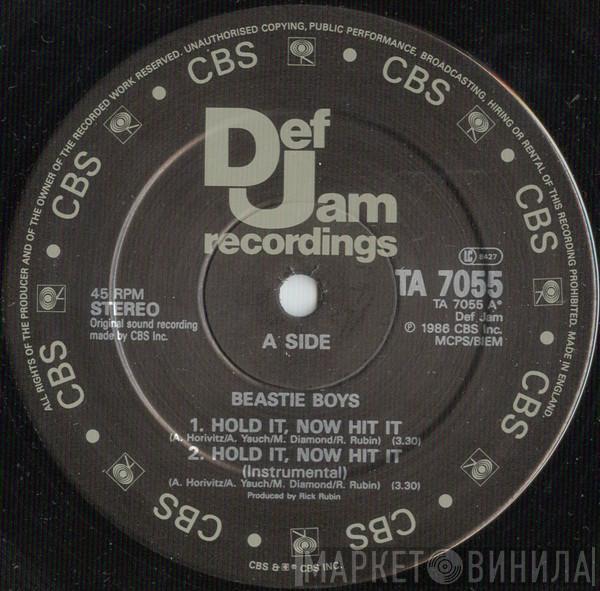 ALL RIGHTS OF THE PRODUCER AND OF THE OWNER OF THE RECORDED WORK RESERVED. UNAUTHORISED COPYING, PUBLIC PERFORMANCE, BROADCASTING, HIRING OR RENTAL OF THIS RECORDING PROHIBITED. MADE IN ENGLAND.
CBS
CBS
CBS
CBS
CBS
CBS
CBS
CBS
CBS
CBS
Def
Jam
recordings
LC 8427
45 RPM
STEREO
Original sound recording
made by CBS Inc.
TA 7055
TA 7055 A*
Def Jam
℗ 1986 CBS Inc.
MCPS/BIEM
A SIDE
BEASTIE BOYS
1. HOLD IT, NOW HIT IT
(A. Horivitz/A. Yauch/M. Diamond/R. Rubin) (3.30)
2. HOLD IT, NOW HIT IT
(Instrumental)
(A. Horivitz/A. Yauch/M. Diamond/R. Rubin) (3.30)
Produced by Rick Rubin
CBS & ® CBS INC.
МАРКЕТ ВИНИЛА